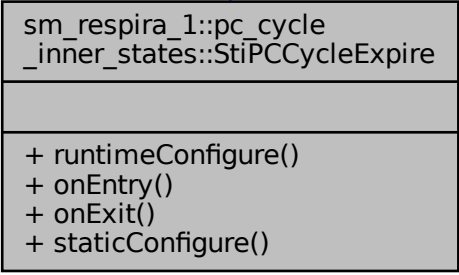 sm_respira_1::pc_cycle
_inner_states::StiPCCycleExpire
+ runtimeConfigure()
+ onEntry()
+ onExit()
+ staticConfigure()